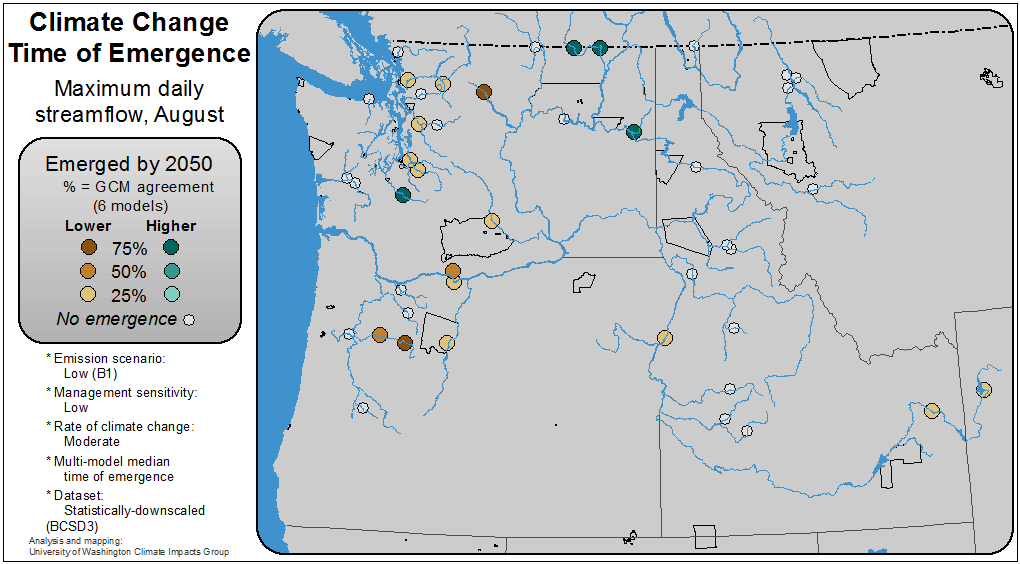 Climate Change
Time of Emergence
Maximum daily
streamflow, August
Emerged by 2050
% = GCM agreement
(6 models)
Lower Higher
75%
50%
25%
No emergence
* Emission scenario:
Low (B1)
* Management sensitivity:
Low
* Rate of climate change:
Moderate
* Multi-model median
time of emergence
* Dataset:
Statistically-downscaled
(BCSD3)
Analysis and mapping:
University of Washington Climate Impacts Group